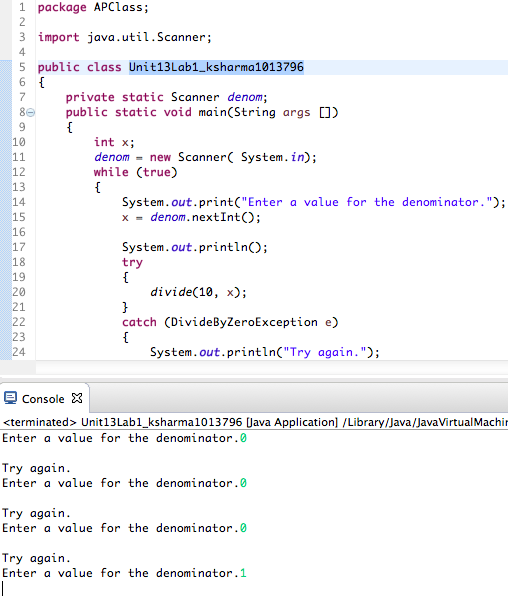 1 package APClass;
2
3 import java.util.Scanner;
4
5 public class Unit13Lab1_ksharma1013796
6 {
7 private static Scanner denom;
8 public static void main(String args [])
9 {
10 int x;
11 denom = new Scanner( System.in);
12 while (true)
13 {
14 System.out.print("Enter a value for the denominator.");
15 x = denom.nextInt();
16
17 System.out.println();
18 try
19 {
20 divide(10, x);
21 }
22 catch (DivideByZeroException e)
23 {
24 System.out.println("Try again.");
Console
<terminated> Unit13Lab1_ksharma1013796 [Java Application] /Library/Java/JavaVirtualMachin
Enter a value for the denominator.0
Try again.
Enter a value for the denominator.0
Try again.
Enter a value for the denominator.0
Try again.
Enter a value for the denominator.1